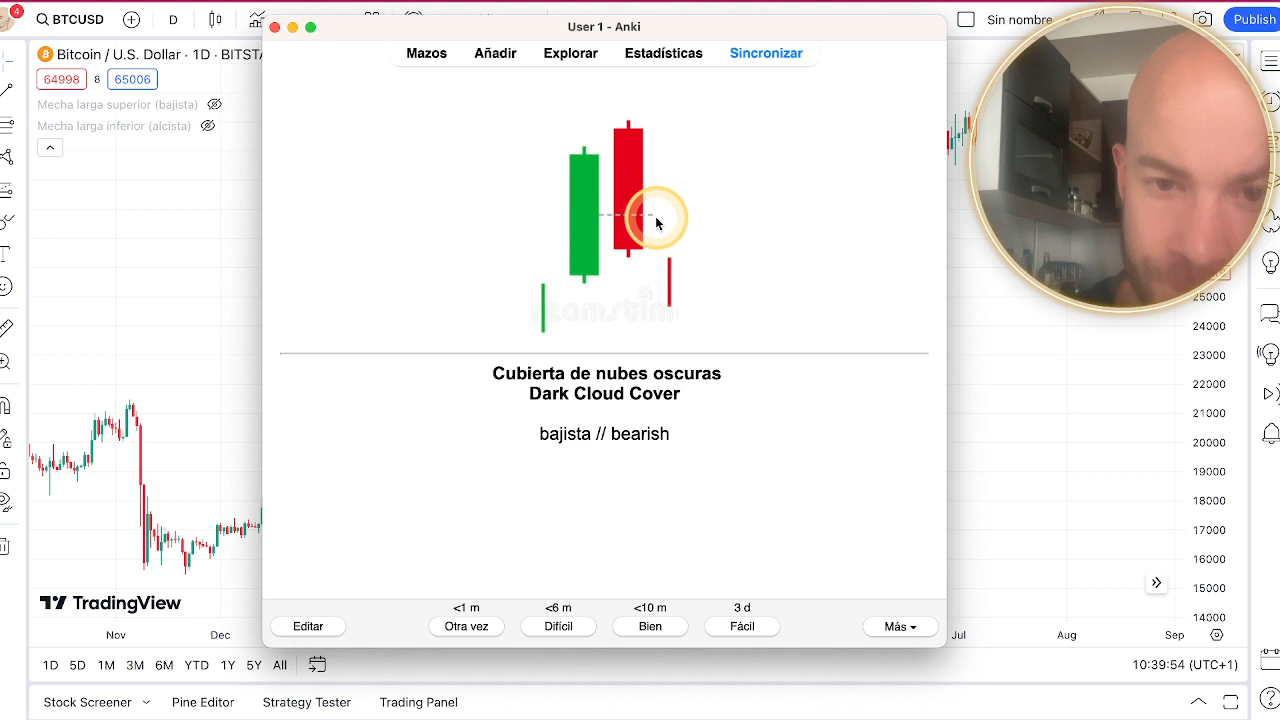 4
BTCUSD
D
Sin nombre
Publish
User 1 - Anki
Mazos
Añadir
Explorar
Estadísticas
Sincronizar
Bitcoin / U.S. Dollar · 1D · BITSTA
64998
8
65006
Mecha larga superior (bajista)
Mecha larga inferior (alcista)
Cubierta de nubes oscuras
Dark Cloud Cover
bajista // bearish
25000
24000
23000
22000
21000
20000
19000
18000
17000
16000
15000
14000
TradingView
<1 m
<6 m
<10 m
3 d
Editar
Otra vez
Difícil
Bien
Fácil
Más
Nov
Dec
Jul
Aug
Sep
1D
5D
1M
3M
6M
YTD
1Y
5Y
All
10:39:54 (UTC+1)
Stock Screener
Pine Editor
Strategy Tester
Trading Panel